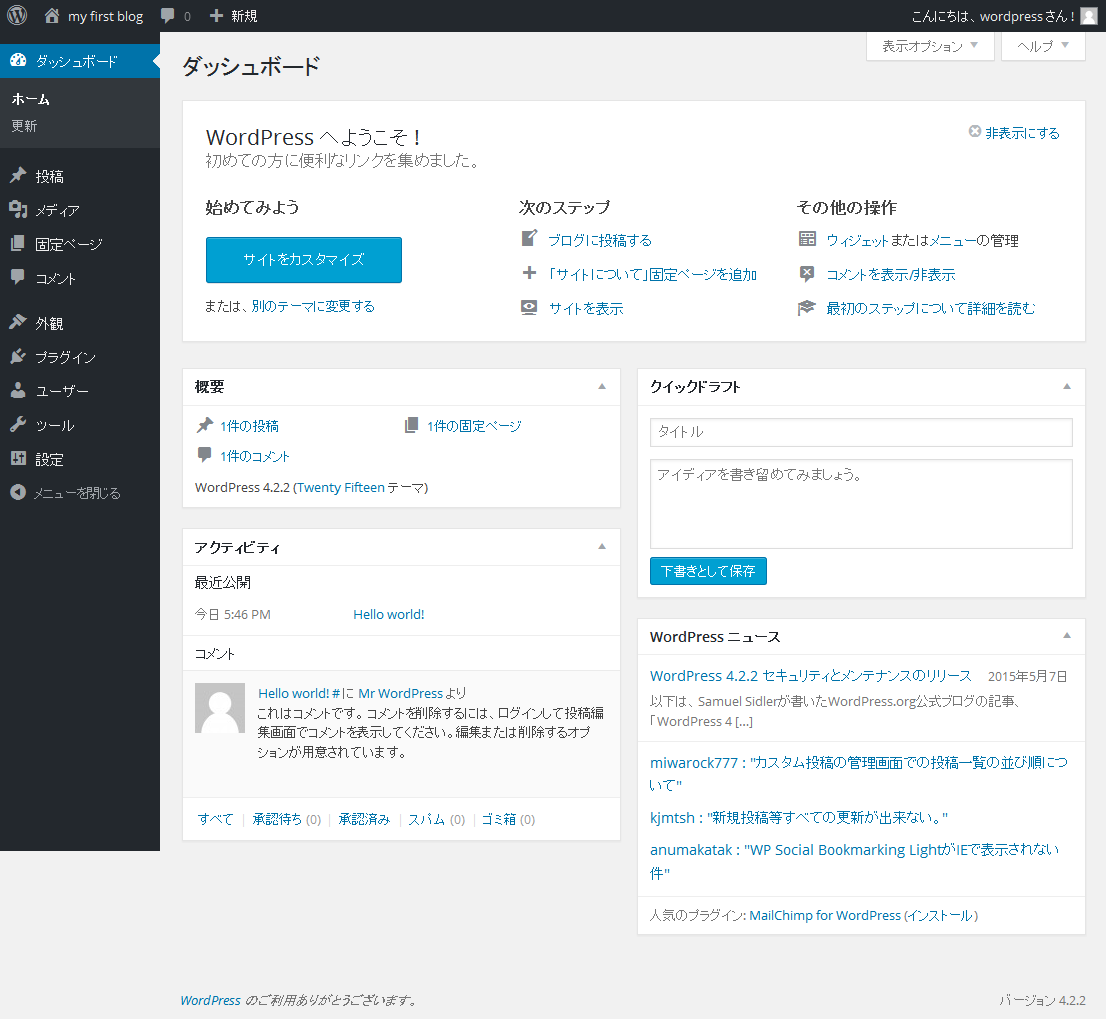 my first blog 0 新規 こんにちは、wordpressさん！
表示オプション ヘルプ
ダッシュボード
ホーム
更新
投稿
メディア
固定ページ
コメント
外観
プラグイン
ユーザー
ツール
設定
メニューを閉じる
ダッシュボード
WordPress へようこそ！
非表示にする
初めての方に便利なリンクを集めました。
始めてみよう
サイトをカスタマイズ
または、別のテーマに変更する
次のステップ
ブログに投稿する
「サイトについて」固定ページを追加
サイトを表示
その他の操作
ウィジェットまたはメニューの管理
コメントを表示/非表示
最初のステップについて詳細を読む
概要
1件の投稿 1件の固定ページ
1件のコメント
WordPress 4.2.2 (Twenty Fifteen テーマ)
アクティビティ
最近公開
今日 5:46 PM Hello world!
コメント
Hello world! # に Mr WordPress より
これはコメントです。コメントを削除するには、ログインして投稿編
集画面でコメントを表示してください。編集または削除するオプ
ションが用意されています。
すべて | 承認待ち (0) | 承認済み | スパム (0) | ゴミ箱 (0)
クイックドラフト
タイトル
アイディアを書き留めてみましょう。
下書きとして保存
WordPress ニュース
WordPress 4.2.2 セキュリティとメンテナンスのリリース 2015年5月7日
以下は、Samuel Sidlerが書いたWordPress.org公式ブログの記事、
「WordPress 4 […]
miwarock777 : "カスタム投稿の管理画面での投稿一覧の並び順につ
いて"
kjmtsh : "新規投稿等すべての更新が出来ない。"
anumakatak : "WP Social Bookmarking LightがIEで表示されない
件"
人気のプラグイン: MailChimp for WordPress (インストール)
WordPress のご利用ありがとうございます。
バージョン 4.2.2